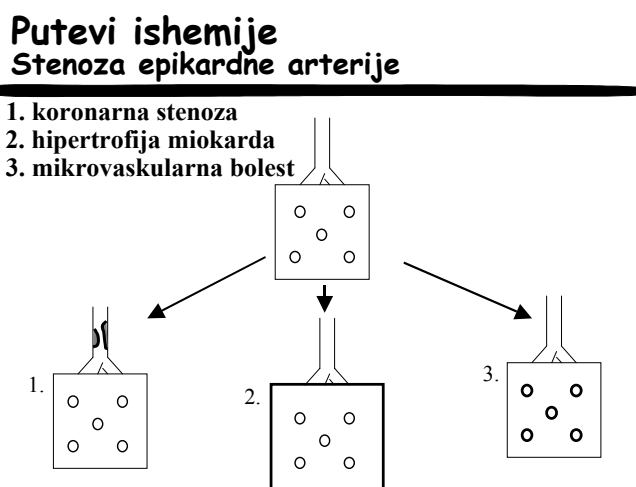 Putevi ishemije
Stenoza epikardne arterije
1. koronarna stenoza
2. hipertrofija miokarda
3. mikrovaskularna bolest
1.
2.
3.